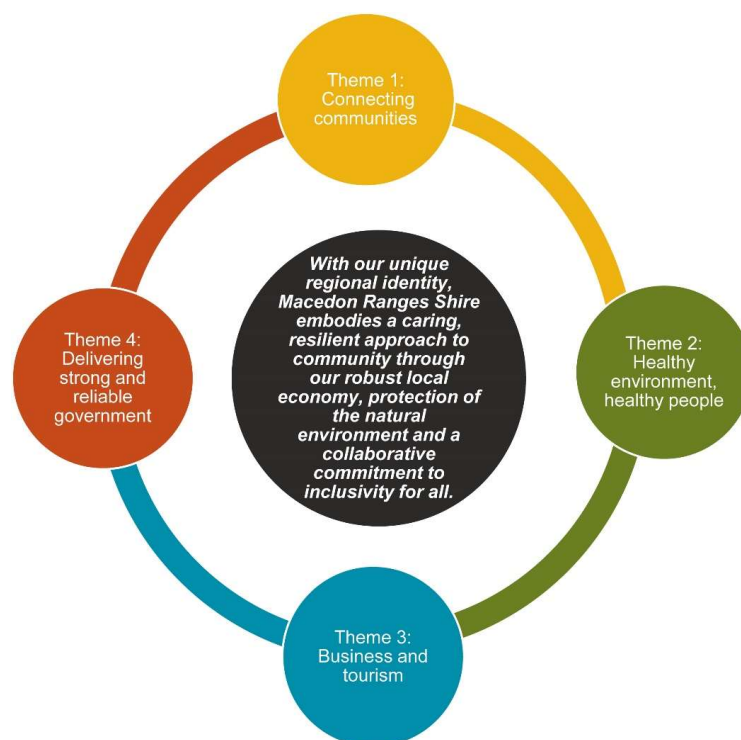 Theme 1:
Connecting
communities
With our unique
regional identity,
Macedon Ranges Shire
embodies a caring,
resilient approach to
community through
our robust local
economy, protection of
the natural
environment and a
collaborative
commitment to
inclusivity for all.
Theme 2:
Healthy
environment,
healthy people
Theme 3:
Business and
tourism
Theme 4:
Delivering
strong and
reliable
government